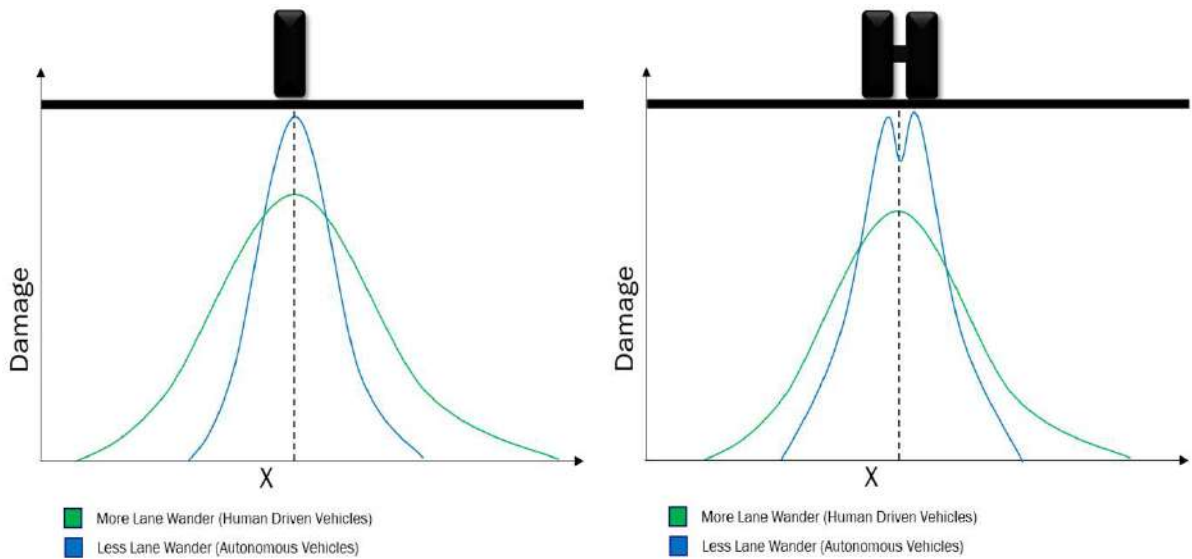 Damage
X
More Lane Wander (Human Driven Vehicles)
Less Lane Wander (Autonomous Vehicles)
Damage
X
More Lane Wander (Human Driven Vehicles)
Less Lane Wander (Autonomous Vehicles)